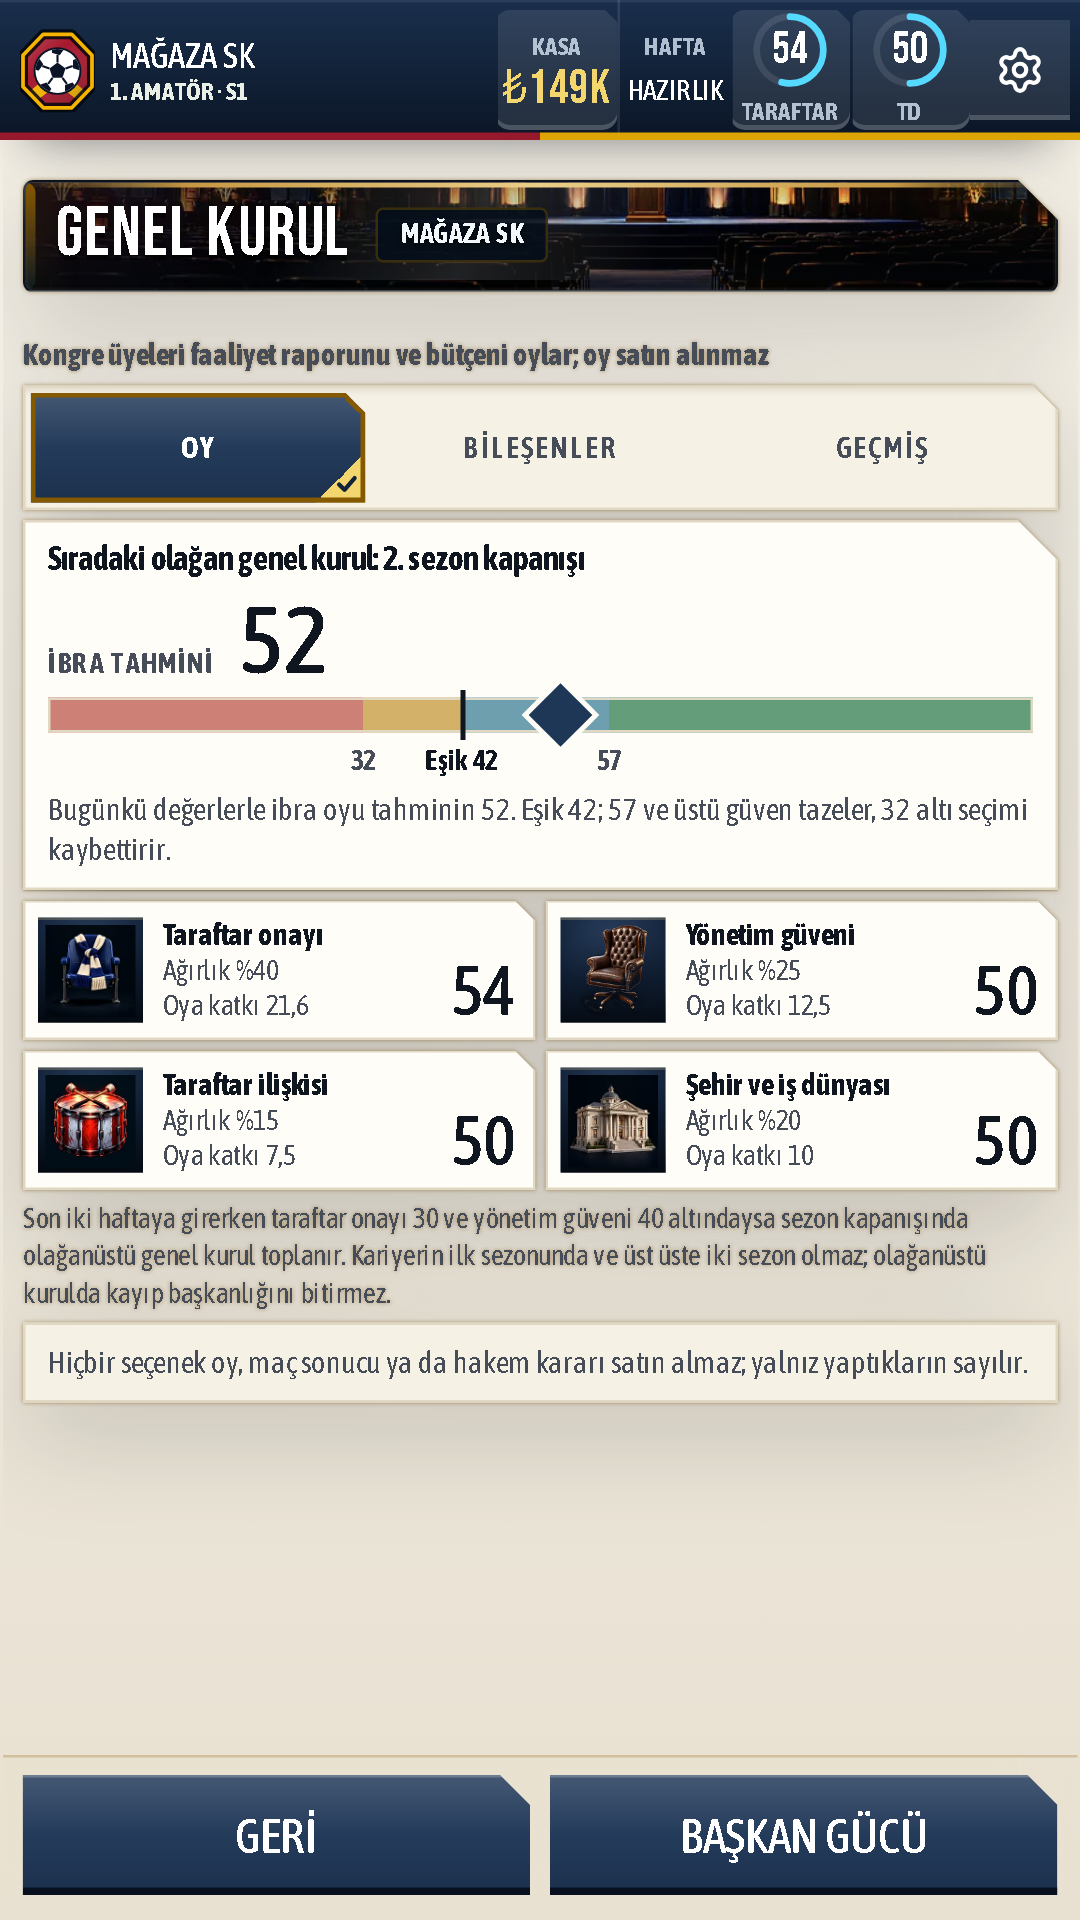 MAĞAZA SK
1. AMATÖR · S1
KASA
₺149K
HAFTA
HAZIRLIK
54
TARAFTAR
50
TD
GENEL KURUL
MAĞAZA SK
Kongre üyeleri faaliyet raporunu ve bütçeni oylar; oy satın alınmaz
OY
BİLEŞENLER
GEÇMİŞ
Sıradaki olağan genel kurul: 2. sezon kapanışı
İBRA TAHMİNİ 52
32
Eşik 42
57
Bugünkü değerlerle ibra oyu tahminin 52. Eşik 42; 57 ve üstü güven tazeler, 32 altı seçimi
kaybettirir.
Taraftar onayı
Ağırlık %40
Oya katkı 21,6
54
Yönetim güveni
Ağırlık %25
Oya katkı 12,5
50
Taraftar ilişkisi
Ağırlık %15
Oya katkı 7,5
50
Şehir ve iş dünyası
Ağırlık %20
Oya katkı 10
50
Son iki haftaya girerken taraftar onayı 30 ve yönetim güveni 40 altındaysa sezon kapanışında
olağanüstü genel kurul toplanır. Kariyerin ilk sezonunda ve üst üste iki sezon olmaz; olağanüstü
kurulda kayıp başkanlığını bitirmez.
Hiçbir seçenek oy, maç sonucu ya da hakem kararı satın almaz; yalnız yaptıkların sayılır.
GERİ
BAŞKAN GÜCÜ